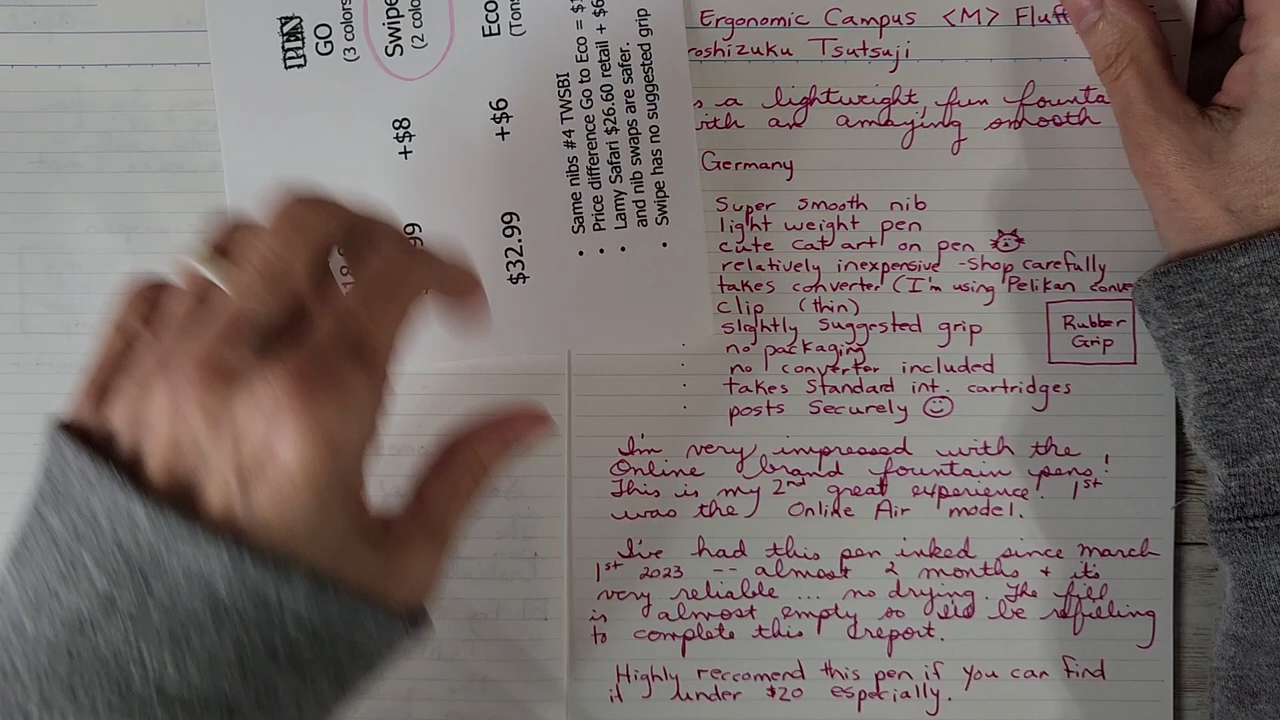 PEN
GO
(3 colors
Swipe
(2 colo
+$8
99
Eco
(Tons
+$6
$32.99
• Same nibs #4 TWSBI
• Price difference Go to Eco = $1
• Lamy Safari $26.60 retail + $6
and nib swaps are safer.
• Swipe has no suggested grip
Ergonomic Campus <M> Fluff
roshizuku Tsutsuji
s a lightweight, fun founta
ith an amazing smooth
Germany
Super smooth nib
light weight pen
cute cat art on pen
relatively inexpensive - shop carefully
takes converter (I'm using Pelikan conve
clip (thin)
slightly suggested grip
no packaging
no converter included
takes standard int. cartridges
posts securely
Rubber
Grip
I'm very impressed with the
Online brand fountain pens!
This is my 2nd great experience. 1st
was the Online Air model.
I've had this pen inked since march
1st 2023 -- almost 2 months + it's
very reliable ... no drying. The fill
is almost empty so I'll be refilling
to complete this report.
Highly reccomend this pen if you can find
it under $20 especially.